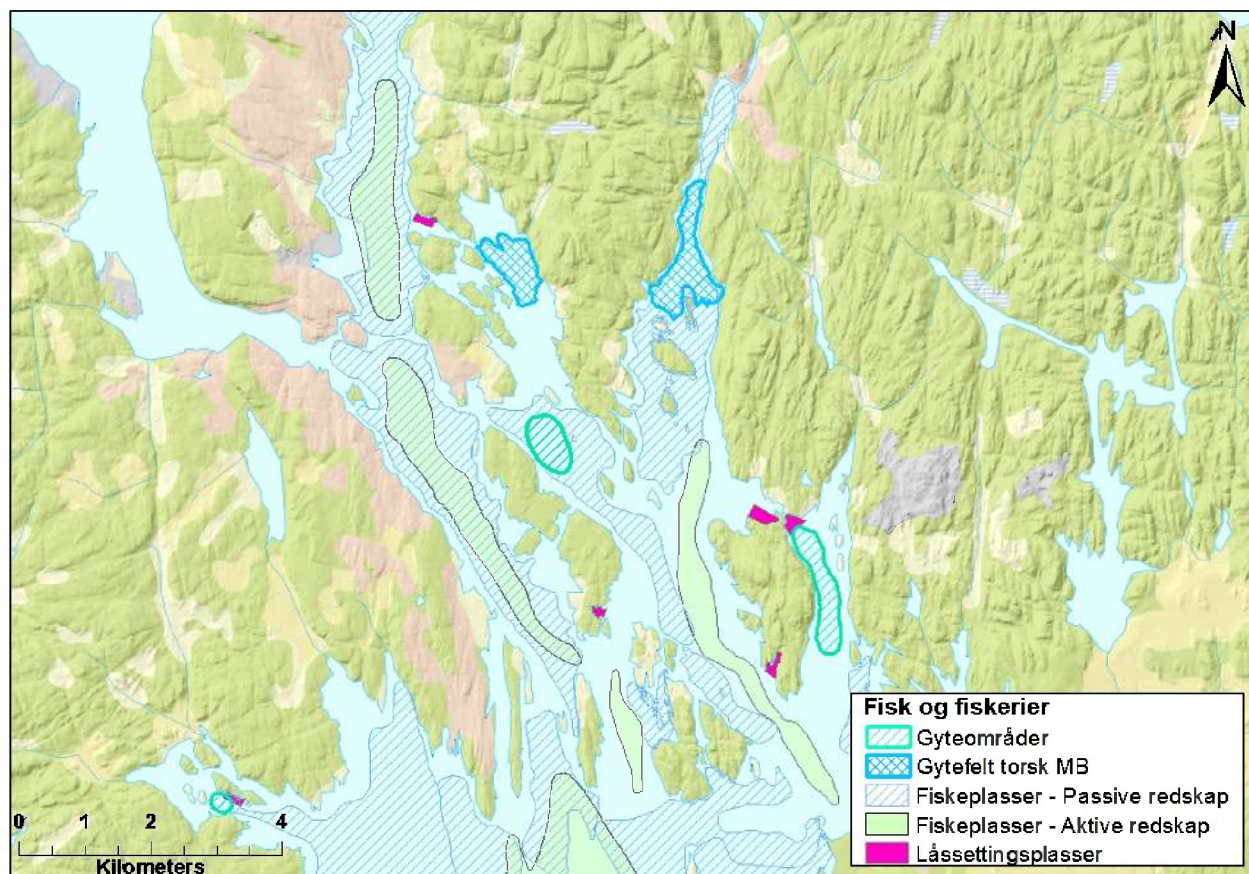 N
Fisk og fiskerier
Gyteområder
Gytefelt torsk MB
Fiskeplasser - Passive redskap
Fiskeplasser - Aktive redskap
Låssettingsplasser
0 1 2 4
Kilometers